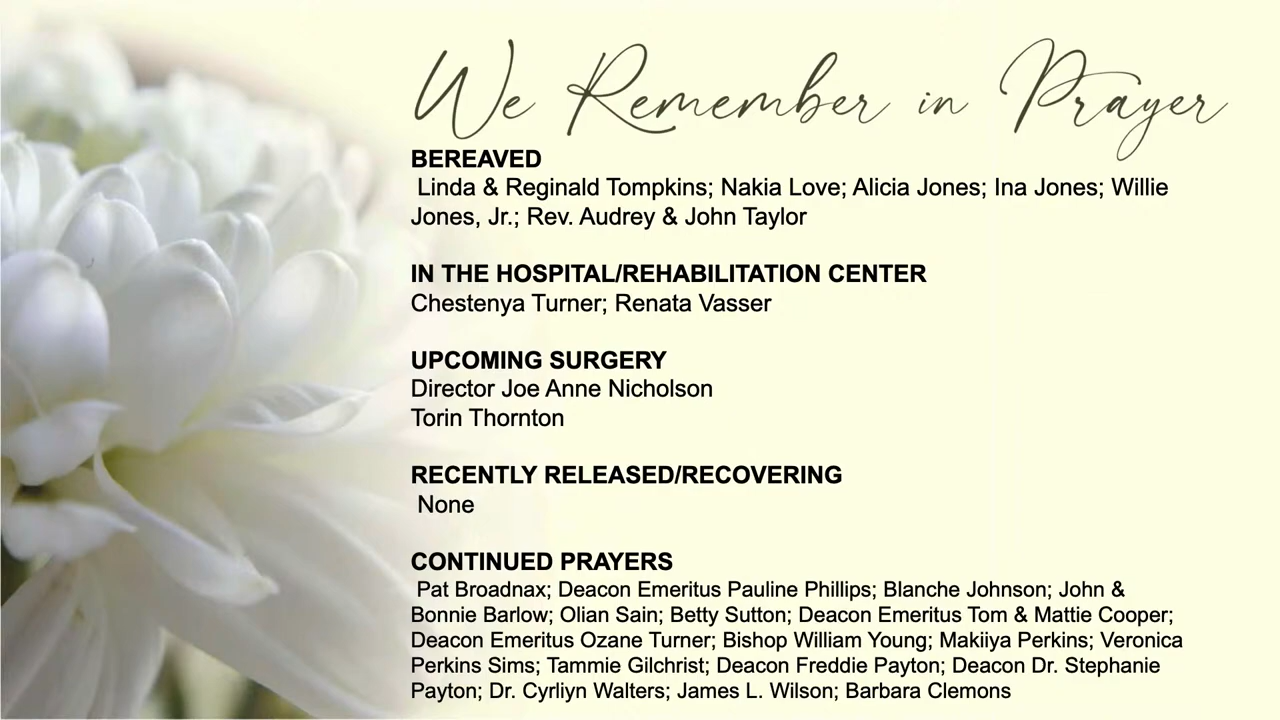 We Remember in Prayer
BEREAVED
Linda & Reginald Tompkins; Nakia Love; Alicia Jones; Ina Jones; Willie
Jones, Jr.; Rev. Audrey & John Taylor
IN THE HOSPITAL/REHABILITATION CENTER
Chestenya Turner; Renata Vasser
UPCOMING SURGERY
Director Joe Anne Nicholson
Torin Thornton
RECENTLY RELEASED/RECOVERING
None
CONTINUED PRAYERS
Pat Broadnax; Deacon Emeritus Pauline Phillips; Blanche Johnson; John &
Bonnie Barlow; Olian Sain; Betty Sutton; Deacon Emeritus Tom & Mattie Cooper;
Deacon Emeritus Ozane Turner; Bishop William Young; Makiiya Perkins; Veronica
Perkins Sims; Tammie Gilchrist; Deacon Freddie Payton; Deacon Dr. Stephanie
Payton; Dr. Cyrliyn Walters; James L. Wilson; Barbara Clemons